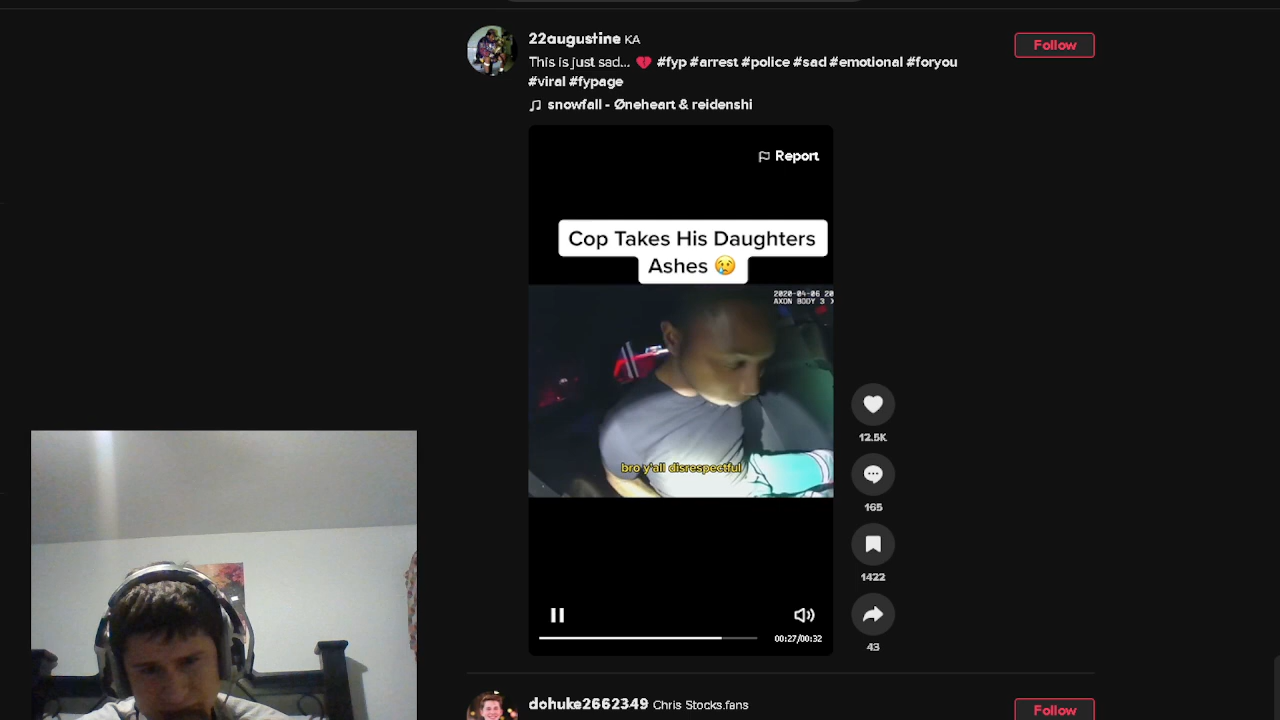 22augustine KA
Follow
This is just sad... 💔 #fyp #arrest #police #sad #emotional #foryou
#viral #fypage
snowfall - Øneheart & reidenshi
Report
Cop Takes His Daughters
Ashes 😢
2020-04-06 20
AXON BODY 3 X
bro y'all disrespectful
12.5K
165
1422
43
00:27/00:32
dohuke2662349 Chris Stocks.fans
Follow